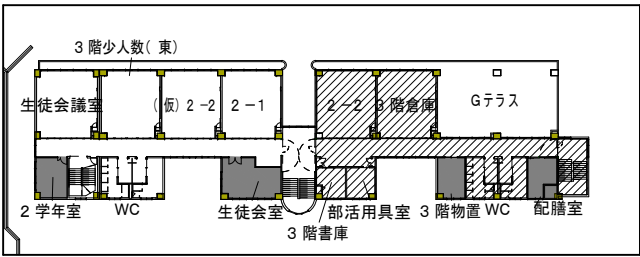 3階少人数(東)
生徒会議室
(仮)2-2
2-1
2-2
3階倉庫
Gテラス
2学年室
WC
生徒会室
3階書庫
部活用具室
3階物置
WC
配膳室